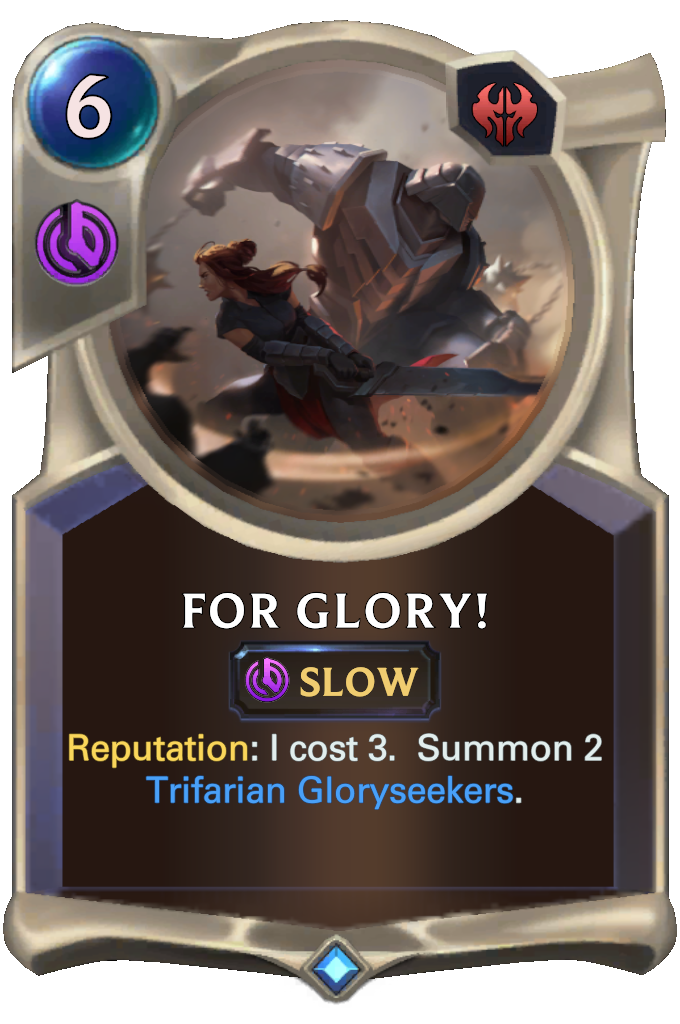 6
FOR GLORY!
SLOW
Reputation: I cost 3.  Summon 2
Trifarian Gloryseekers.